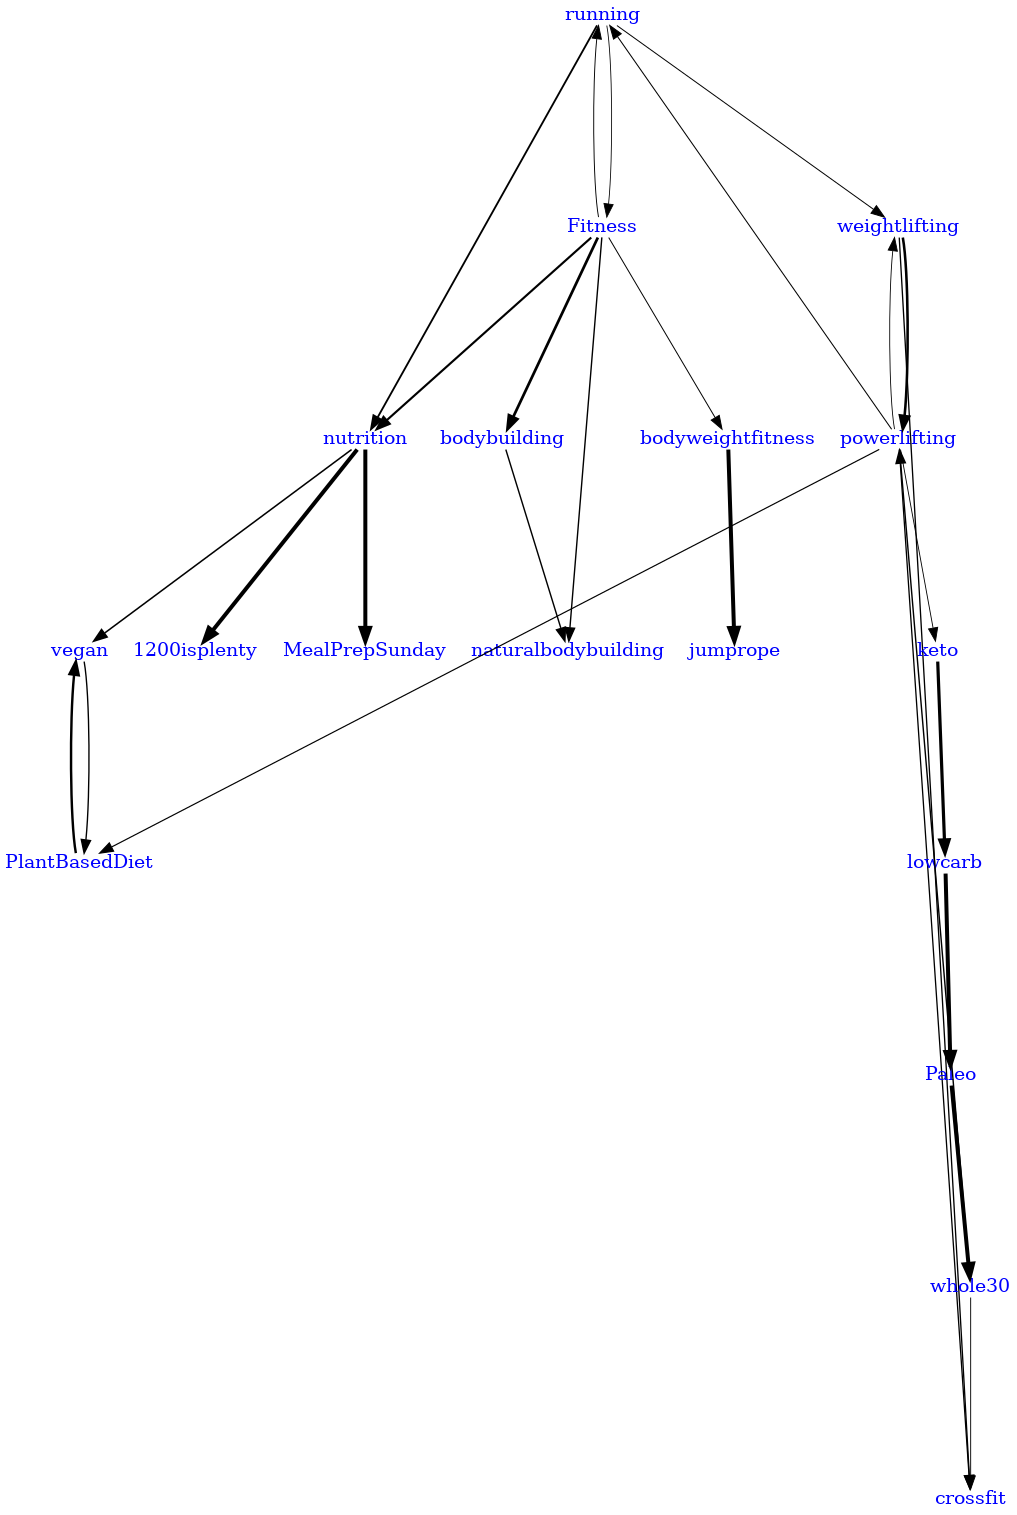 running
Fitness
weightlifting
nutrition
bodybuilding
bodyweightfitness
powerlifting
vegan
1200isplenty
MealPrepSunday
naturalbodybuilding
jumprope
keto
PlantBasedDiet
lowcarb
Paleo
whole30
crossfit